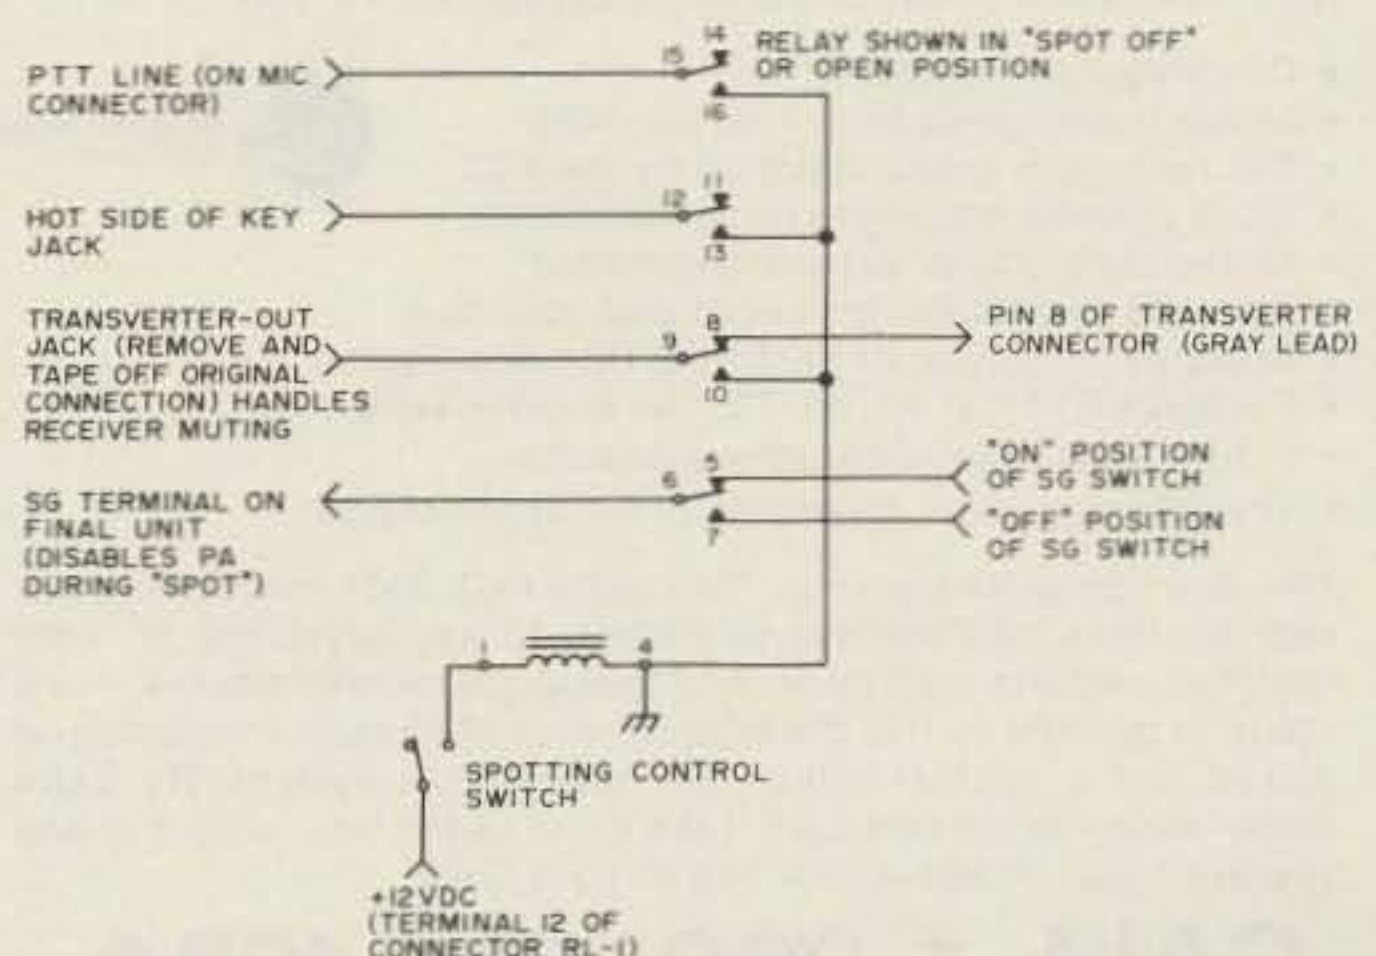 14
15
RELAY SHOWN IN "SPOT OFF"
OR OPEN POSITION
PTT LINE (ON MIC
CONNECTOR)
16
11
12
HOT SIDE OF KEY
JACK
13
TRANSVERTER-OUT
JACK (REMOVE AND
TAPE OFF ORIGINAL
CONNECTION) HANDLES
RECEIVER MUTING
8
9
10
PIN 8 OF TRANSVERTER
CONNECTOR (GRAY LEAD)
SG TERMINAL ON
FINAL UNIT
(DISABLES PA
DURING "SPOT")
5
6
7
"ON" POSITION
OF SG SWITCH
"OFF" POSITION
OF SG SWITCH
1
4
SPOTTING CONTROL
SWITCH
+12VDC
(TERMINAL 12 OF
CONNECTOR RL-1)